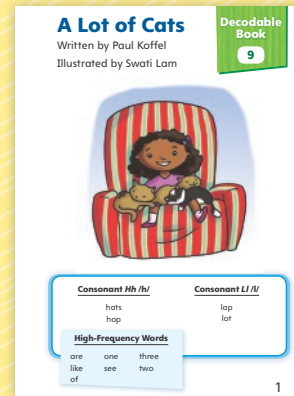 A Lot of Cats
Written by Paul Koffel
Illustrated by Swati Lam
Decodable
Book
9
Consonant Hh /h/
hats
hop
Consonant Ll /l/
lap
lot
High-Frequency Words
are one three
like see two
of
1